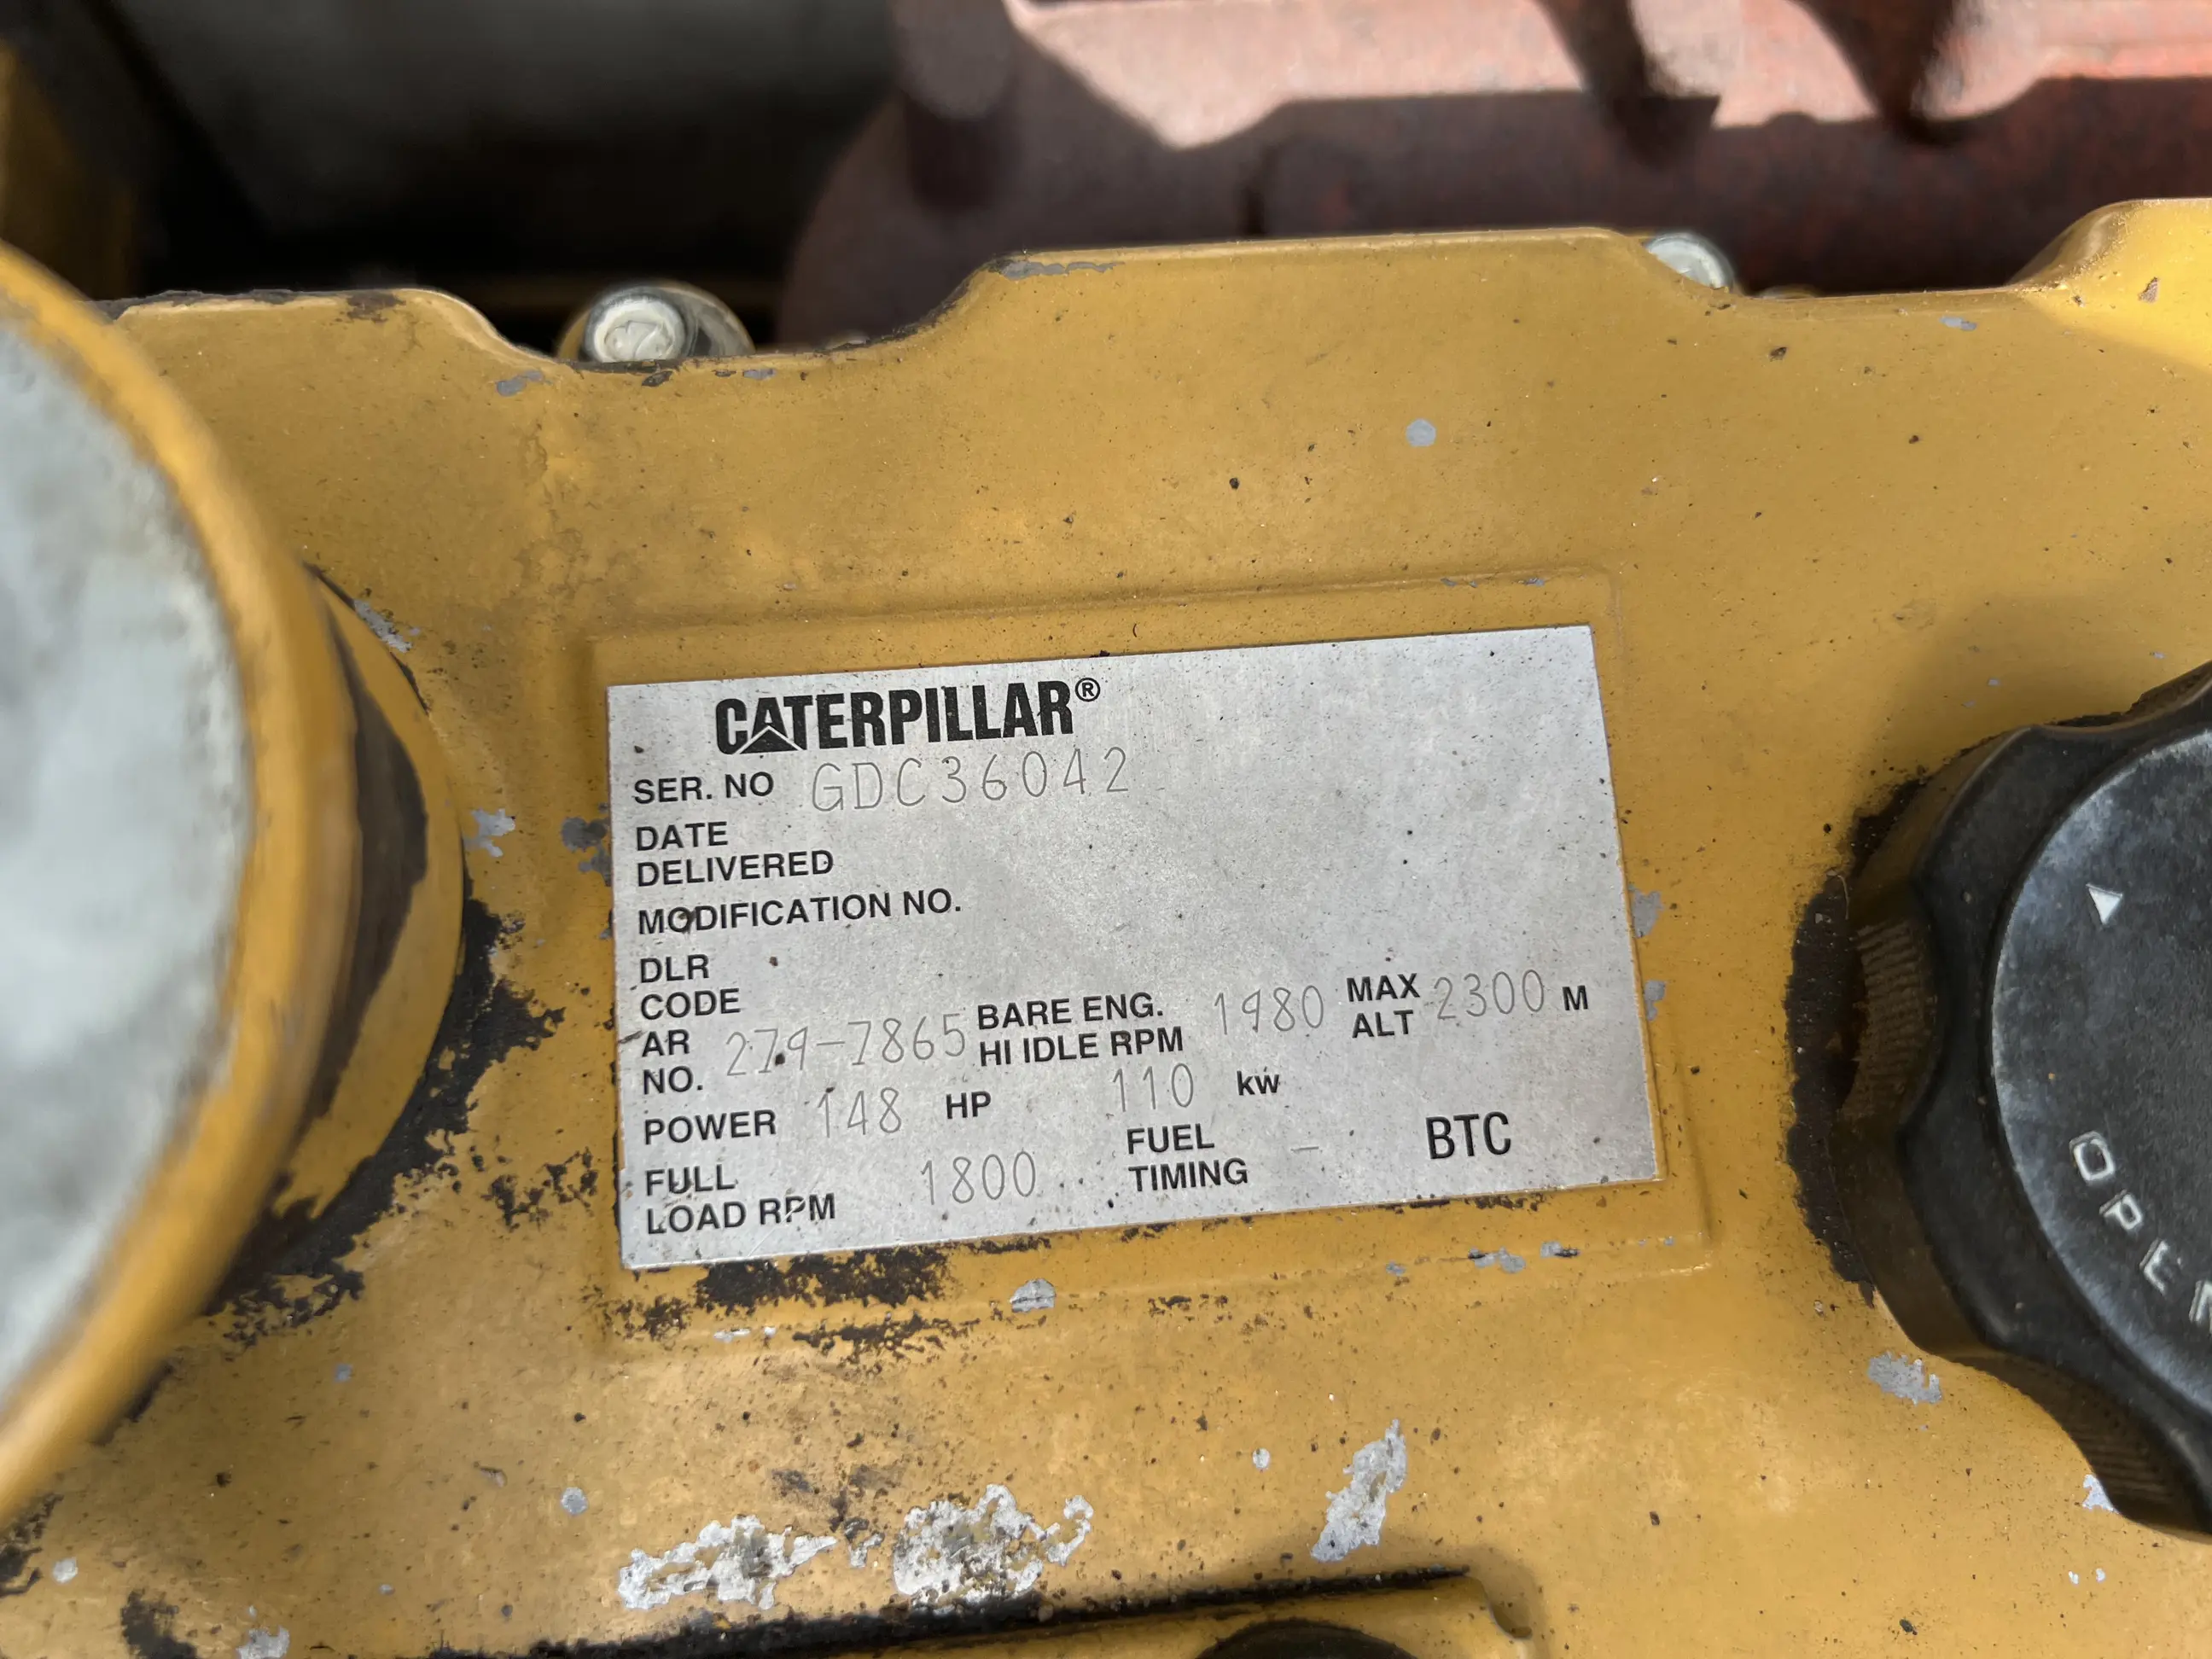 CATERPILLAR®
SER. NO GDC36042
DATE
DELIVERED
MODIFICATION NO.
DLR
CODE
AR
NO. 279-7865
BARE ENG.
HI IDLE RPM 1980
MAX
ALT 2300 M
POWER 148 HP 110 kw
FULL
LOAD RPM 1800
FUEL
TIMING - BTC
OPEN